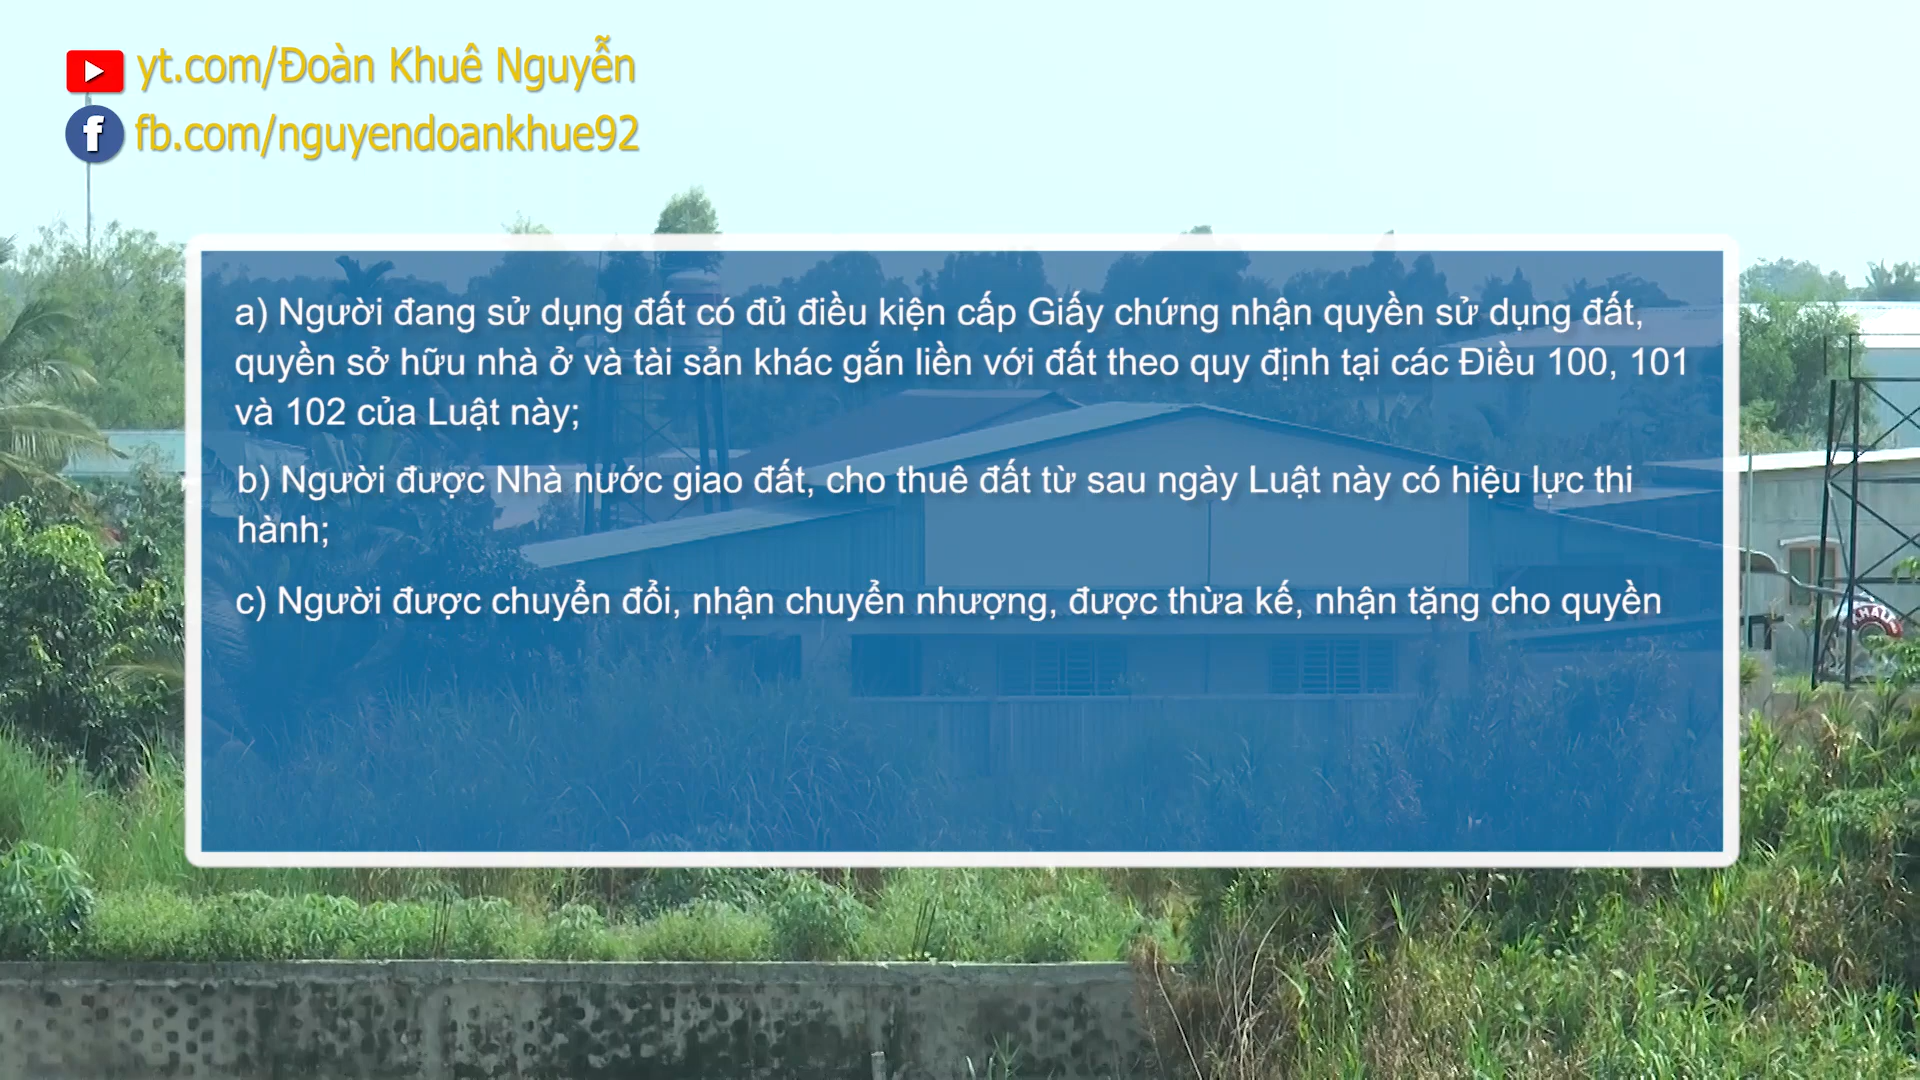 yt.com/Đoàn Khuê Nguyễn
fb.com/nguyendoankhue92
a) Người đang sử dụng đất có đủ điều kiện cấp Giấy chứng nhận quyền sử dụng đất,
quyền sở hữu nhà ở và tài sản khác gắn liền với đất theo quy định tại các Điều 100, 101
và 102 của Luật này;
b) Người được Nhà nước giao đất, cho thuê đất từ sau ngày Luật này có hiệu lực thi
hành;
c) Người được chuyển đổi, nhận chuyển nhượng, được thừa kế, nhận tặng cho quyền